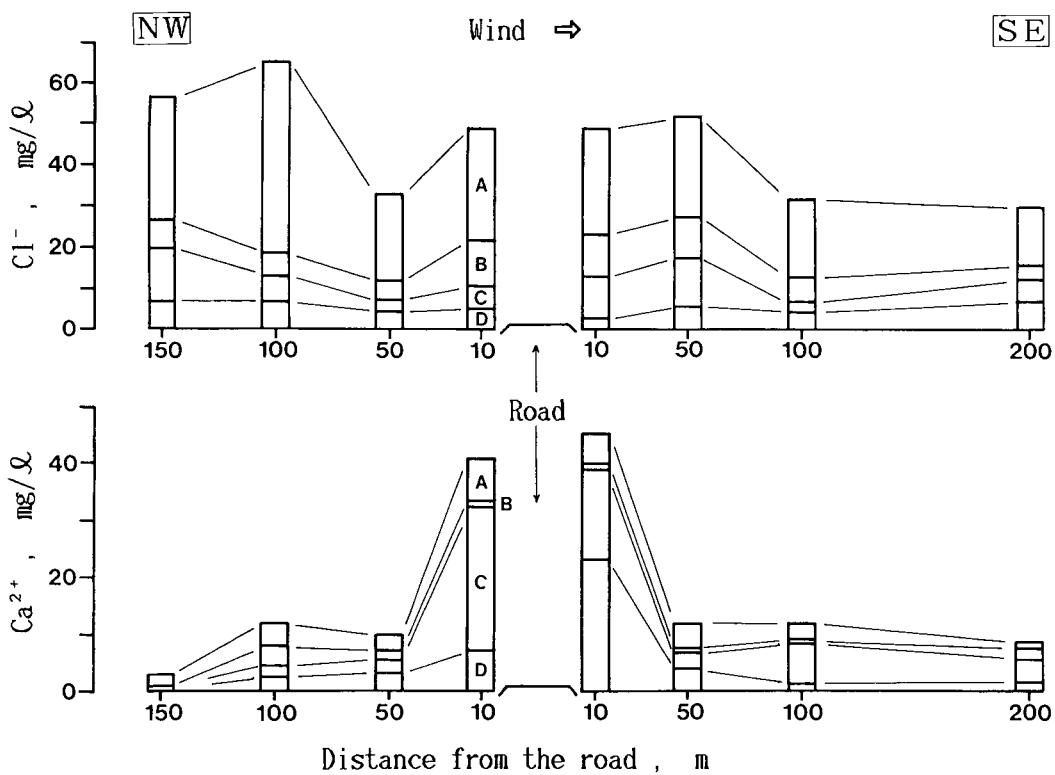 NW Wind ⇒ SE
Cl⁻ , mg/ℓ
60
40
20
0
A
B
C
D
150 100 50 10 10 50 100 200
Road
Ca²⁺ , mg/ℓ
40
20
0
A
B
C
D
150 100 50 10 10 50 100 200
Distance from the road , m